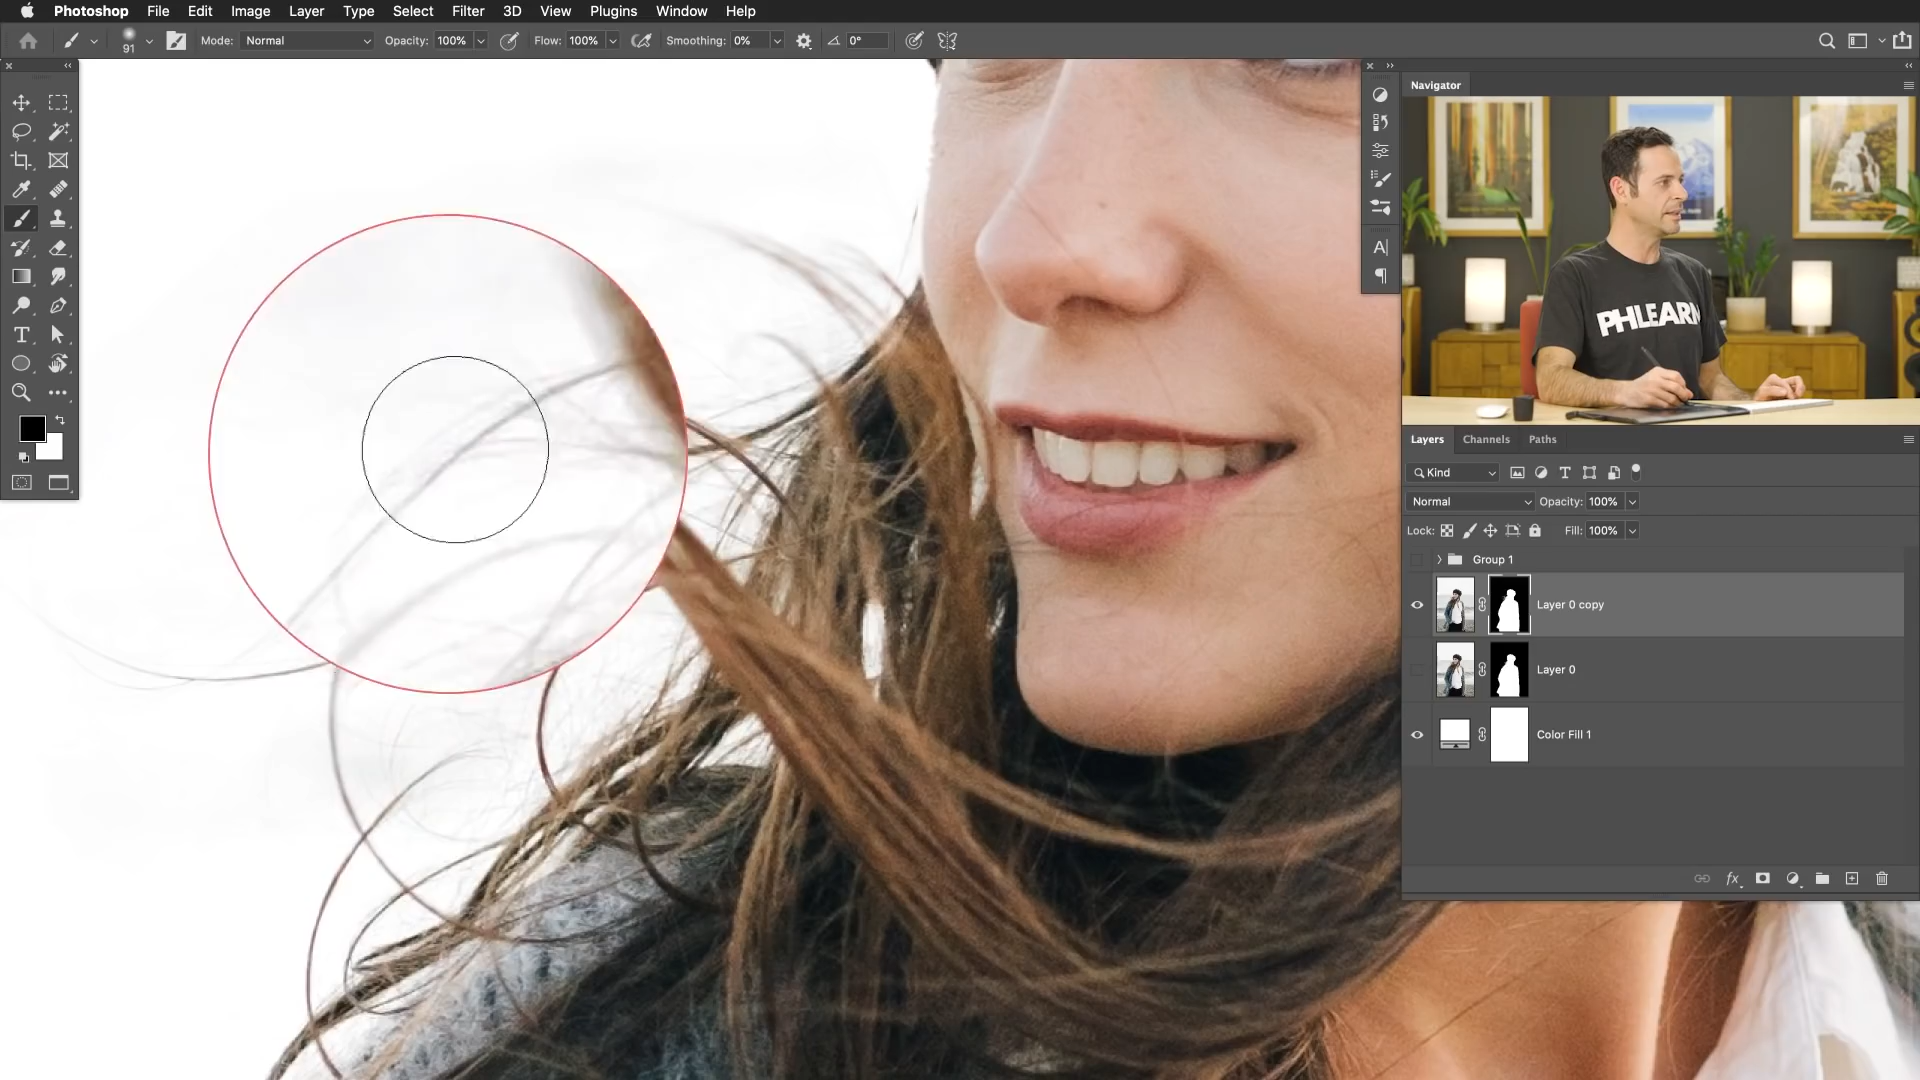 Photoshop File Edit Image Layer Type Select Filter 3D View Plugins Window Help
91 Mode: Normal Opacity: 100% Flow: 100% Smoothing: 0% 0°
Navigator
PHLEARN
Layers Channels Paths
Kind
Normal Opacity: 100%
Lock: Fill: 100%
Group 1
Layer 0 copy
Layer 0
Color Fill 1